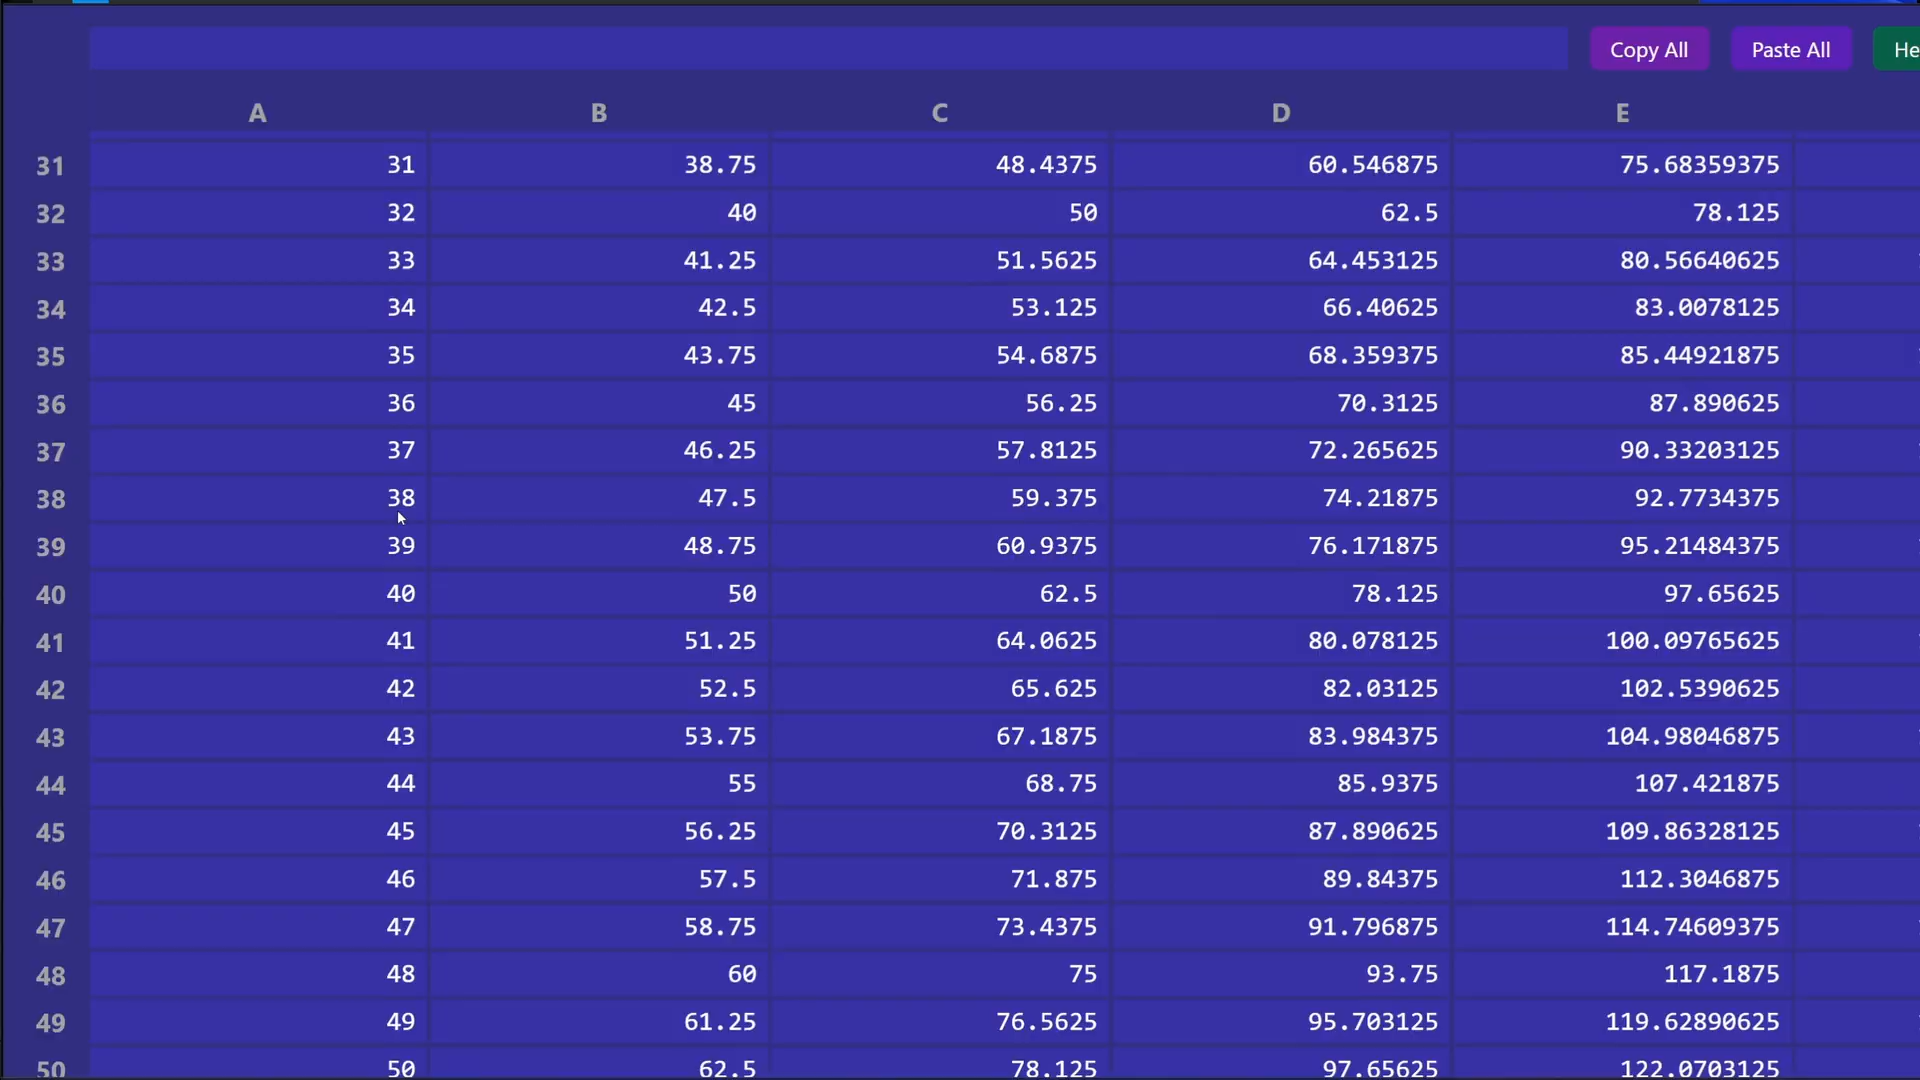 Copy All Paste All He
A B C D E
31 31 38.75 48.4375 60.546875 75.68359375
32 32 40 50 62.5 78.125
33 33 41.25 51.5625 64.453125 80.56640625
34 34 42.5 53.125 66.40625 83.0078125
35 35 43.75 54.6875 68.359375 85.44921875
36 36 45 56.25 70.3125 87.890625
37 37 46.25 57.8125 72.265625 90.33203125
38 38 47.5 59.375 74.21875 92.7734375
39 39 48.75 60.9375 76.171875 95.21484375
40 40 50 62.5 78.125 97.65625
41 41 51.25 64.0625 80.078125 100.09765625
42 42 52.5 65.625 82.03125 102.5390625
43 43 53.75 67.1875 83.984375 104.98046875
44 44 55 68.75 85.9375 107.421875
45 45 56.25 70.3125 87.890625 109.86328125
46 46 57.5 71.875 89.84375 112.3046875
47 47 58.75 73.4375 91.796875 114.74609375
48 48 60 75 93.75 117.1875
49 49 61.25 76.5625 95.703125 119.62890625
50 50 62.5 78.125 97.65625 122.0703125